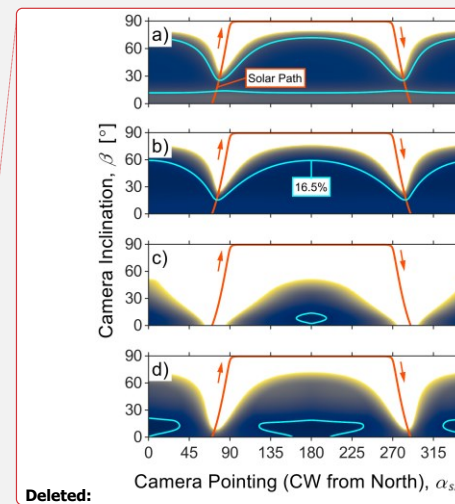 a)
90
60
30
0
Solar Path
b)
90
60
30
0
16.5%
c)
90
60
30
0
d)
90
60
30
0
0 45 90 135 180 225 270 315
Camera Inclination, β [°]
Camera Pointing (CW from North), αs
Deleted: